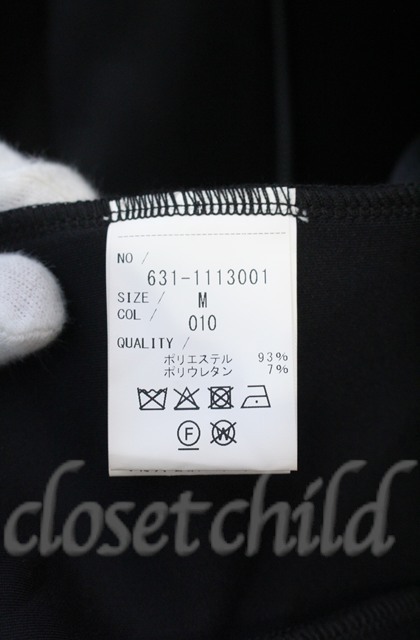 NO /
631-1113001
SIZE / M
COL / 010
QUALITY /
ポリエステル 93%
ポリウレタン 7%
F W
closet child